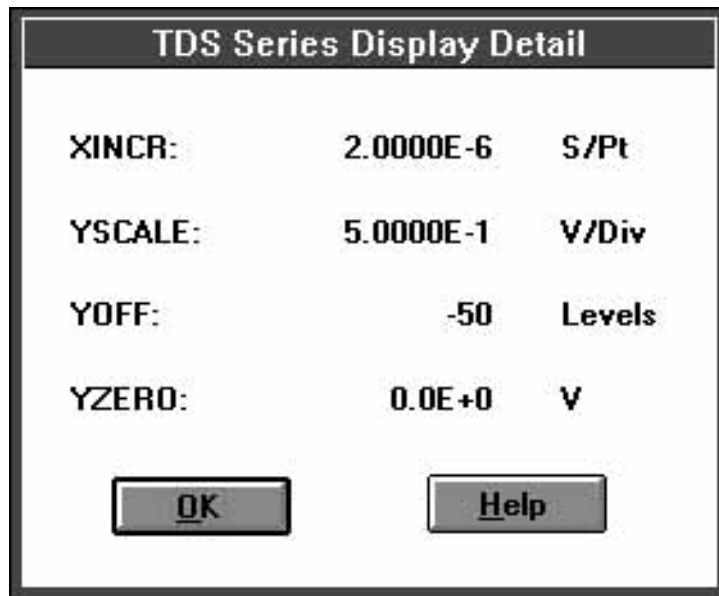 TDS Series Display Detail
XINCR: 2.0000E-6 S/Pt
YSCALE: 5.0000E-1 V/Div
YOFF: -50 Levels
YZERO: 0.0E+0 V
OK Help